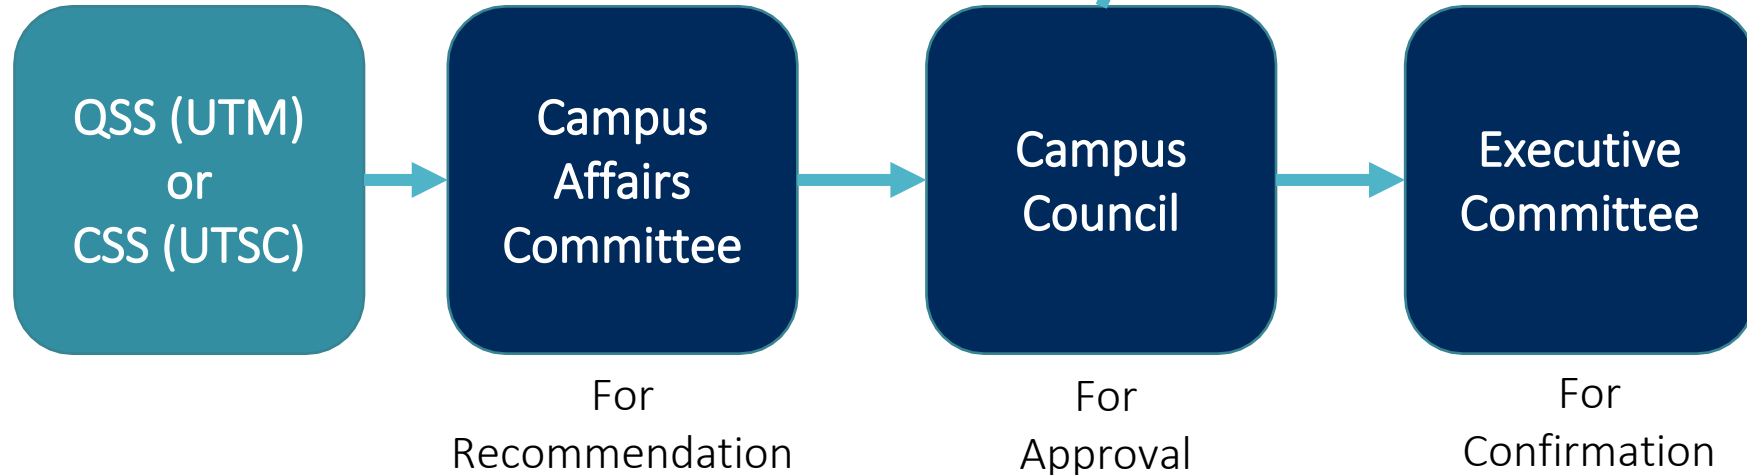 QSS (UTM)
or
CSS (UTSC)
Campus
Affairs
Committee
For
Recommendation
Campus
Council
For
Approval
Executive
Committee
For
Confirmation